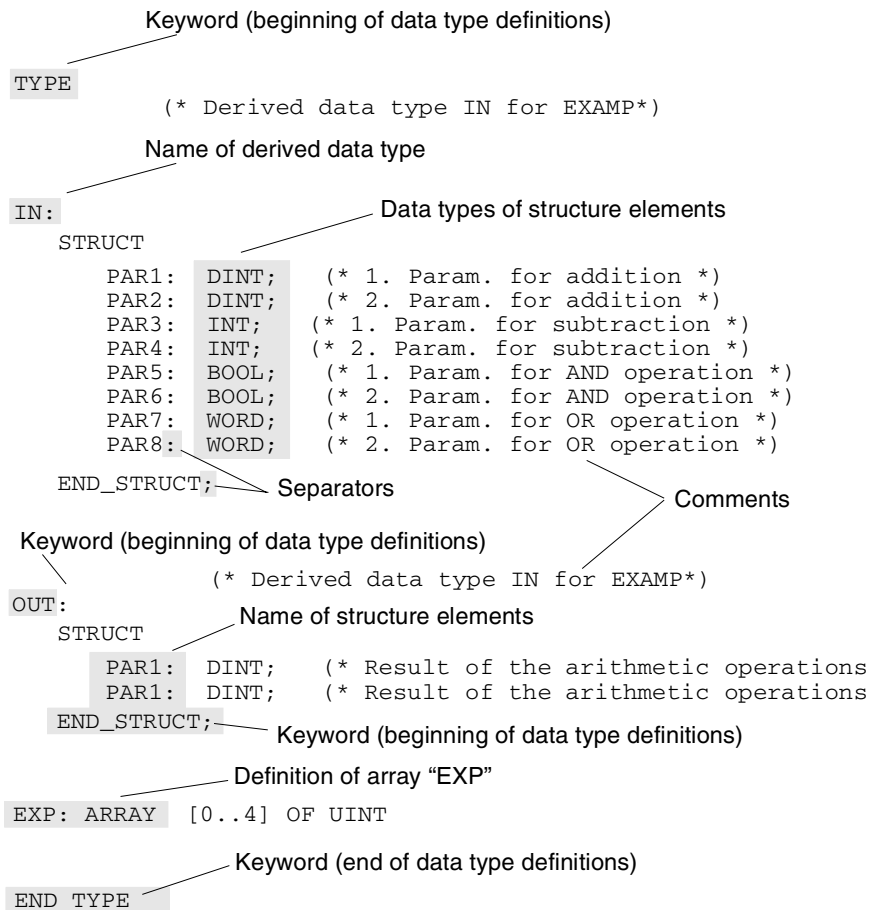 Keyword (beginning of data type definitions)
TYPE
(* Derived data type IN for EXAMP*)
Name of derived data type
IN:
Data types of structure elements
STRUCT
PAR1: DINT; (* 1. Param. for addition *)
PAR2: DINT; (* 2. Param. for addition *)
PAR3: INT; (* 1. Param. for subtraction *)
PAR4: INT; (* 2. Param. for subtraction *)
PAR5: BOOL; (* 1. Param. for AND operation *)
PAR6: BOOL; (* 2. Param. for AND operation *)
PAR7: WORD; (* 1. Param. for OR operation *)
PAR8: WORD; (* 2. Param. for OR operation *)
END_STRUCT; Separators
Comments
Keyword (beginning of data type definitions)
(* Derived data type IN for EXAMP*)
OUT:
Name of structure elements
STRUCT
PAR1: DINT; (* Result of the arithmetic operations
PAR1: DINT; (* Result of the arithmetic operations
END_STRUCT;
Keyword (beginning of data type definitions)
Definition of array “EXP”
EXP: ARRAY [0..4] OF UINT
Keyword (end of data type definitions)
END TYPE